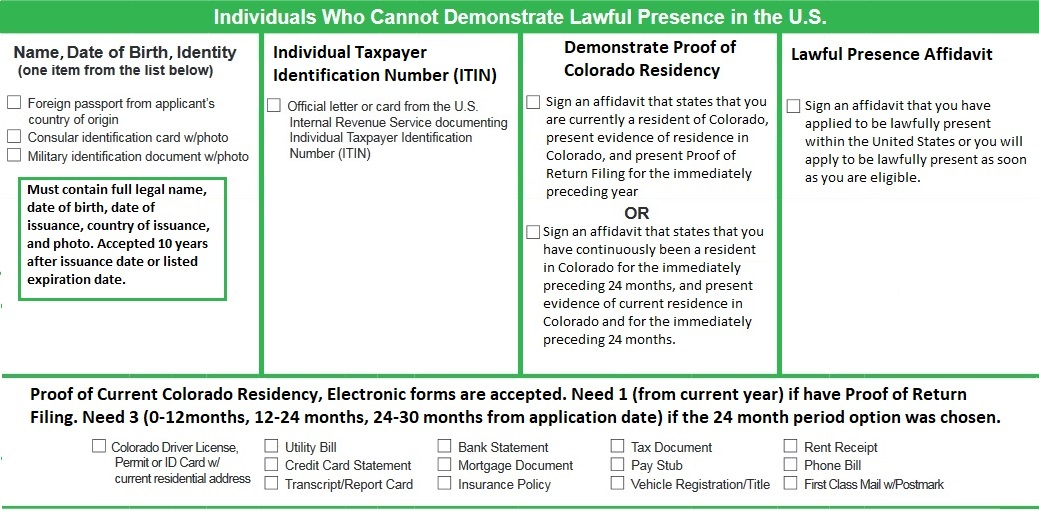 Individuals Who Cannot Demonstrate Lawful Presence in the U.S.
Name, Date of Birth, Identity
(one item from the list below)
Foreign passport from applicant's
country of origin
Consular identification card w/photo
Military identification document w/photo
Must contain full legal name,
date of birth, date of
issuance, country of issuance,
and photo. Accepted 10 years
after issuance date or listed
expiration date.
Individual Taxpayer
Identification Number (ITIN)
Official letter or card from the U.S.
Internal Revenue Service documenting
Individual Taxpayer Identification
Number (ITIN)
Demonstrate Proof of
Colorado Residency
Sign an affidavit that states that you
are currently a resident of Colorado,
present evidence of residence in
Colorado, and present Proof of
Return Filing for the immediately
preceding year
OR
Sign an affidavit that states that you
have continuously been a resident
in Colorado for the immediately
preceding 24 months, and present
evidence of current residence in
Colorado and for the immediately
preceding 24 months.
Lawful Presence Affidavit
Sign an affidavit that you have
applied to be lawfully present
within the United States or you will
apply to be lawfully present as soon
as you are eligible.
Proof of Current Colorado Residency, Electronic forms are accepted. Need 1 (from current year) if have Proof of Return
Filing. Need 3 (0-12months, 12-24 months, 24-30 months from application date) if the 24 month period option was chosen.
Colorado Driver License,
Permit or ID Card w/
current residential address
Utility Bill
Credit Card Statement
Transcript/Report Card
Bank Statement
Mortgage Document
Insurance Policy
Tax Document
Pay Stub
Vehicle Registration/Title
Rent Receipt
Phone Bill
First Class Mail w/Postmark